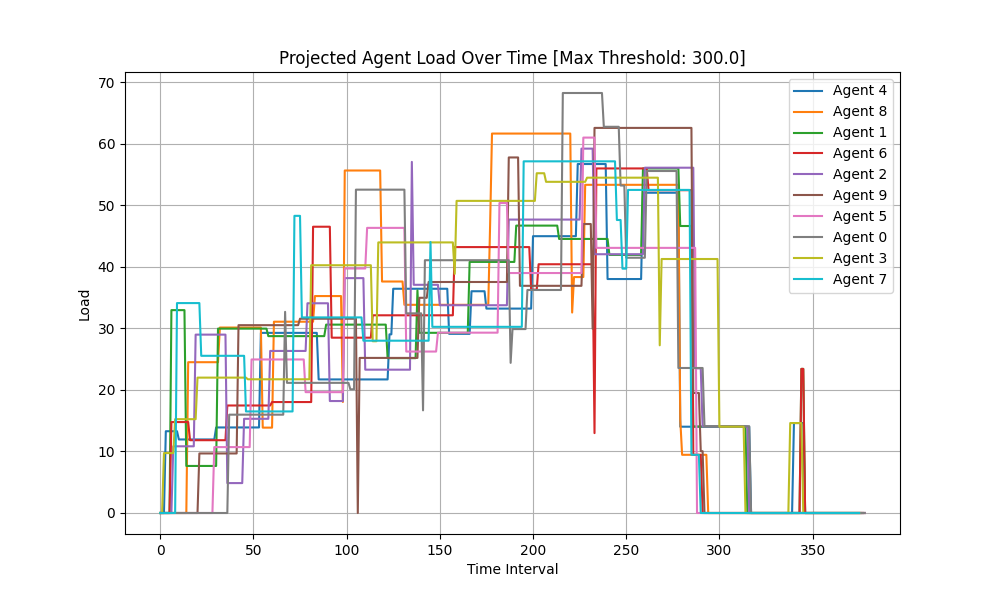 Projected Agent Load Over Time [Max Threshold: 300.0]
Load
70
60
50
40
30
20
10
0
0 50 100 150 200 250 300 350
Time Interval
Agent 4
Agent 8
Agent 1
Agent 6
Agent 2
Agent 9
Agent 5
Agent 0
Agent 3
Agent 7